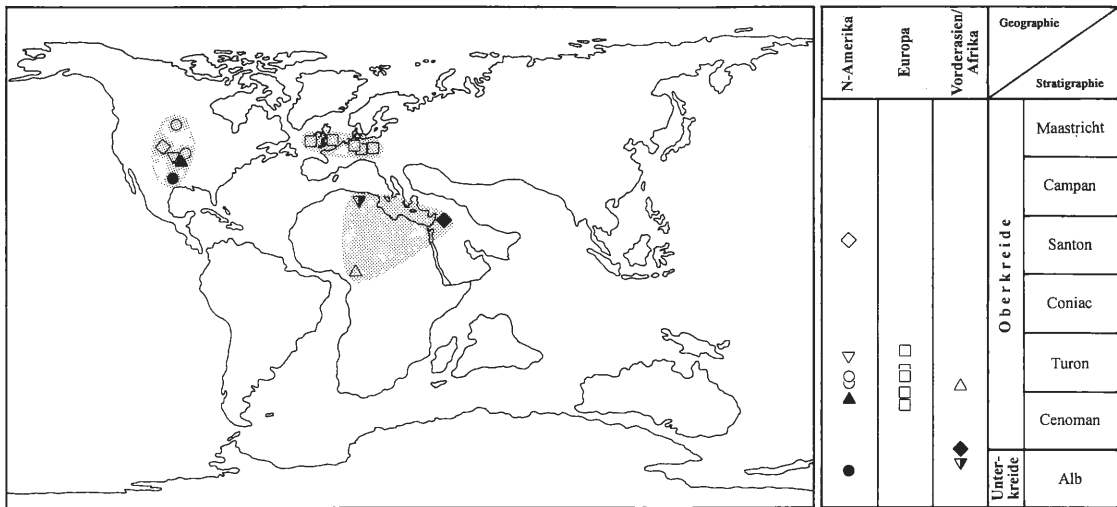 N-Amerika
Europa
Vorderasien/
Afrika
Geographie
Stratigraphie
Oberkreide
Unter-
kreide
Maastricht
Campan
Santon
Coniac
Turon
Cenoman
Alb